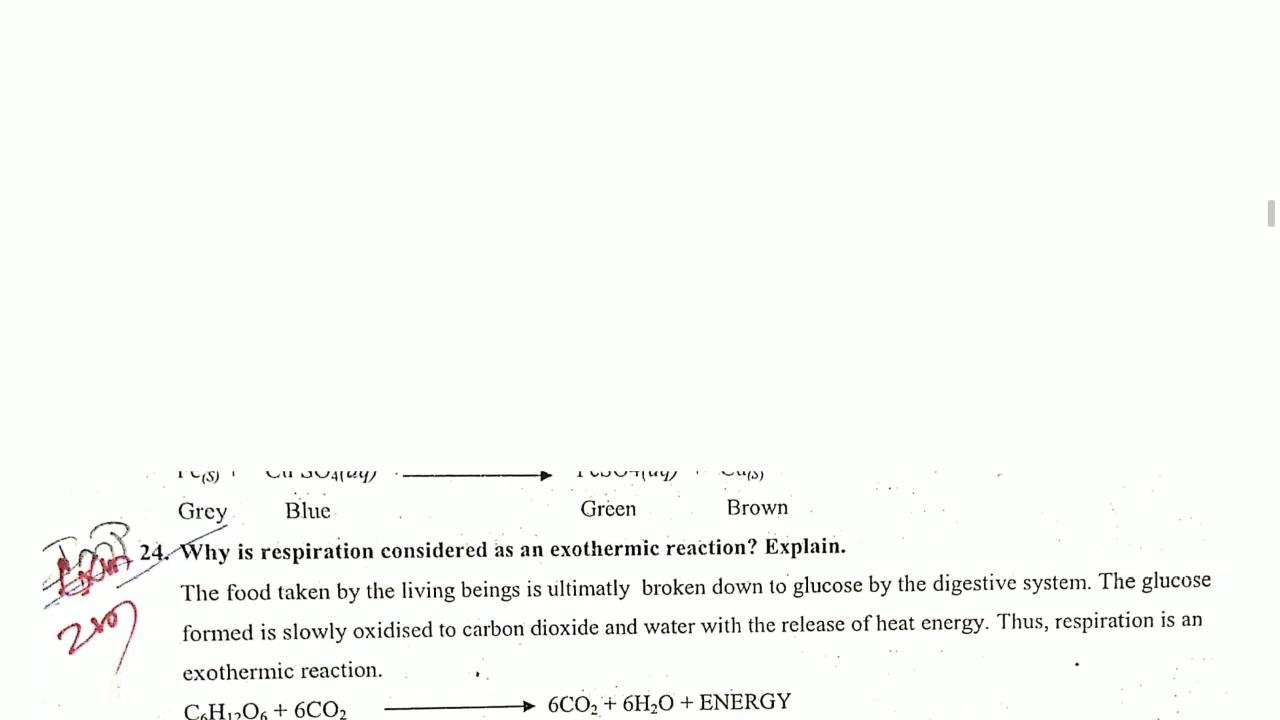 Grey Blue Green Brown
24. Why is respiration considered as an exothermic reaction? Explain.
The food taken by the living beings is ultimatly broken down to glucose by the digestive system. The glucose
formed is slowly oxidised to carbon dioxide and water with the release of heat energy. Thus, respiration is an
exothermic reaction.
C₆H₁₂O₆ + 6CO₂ → 6CO₂ + 6H₂O + ENERGY